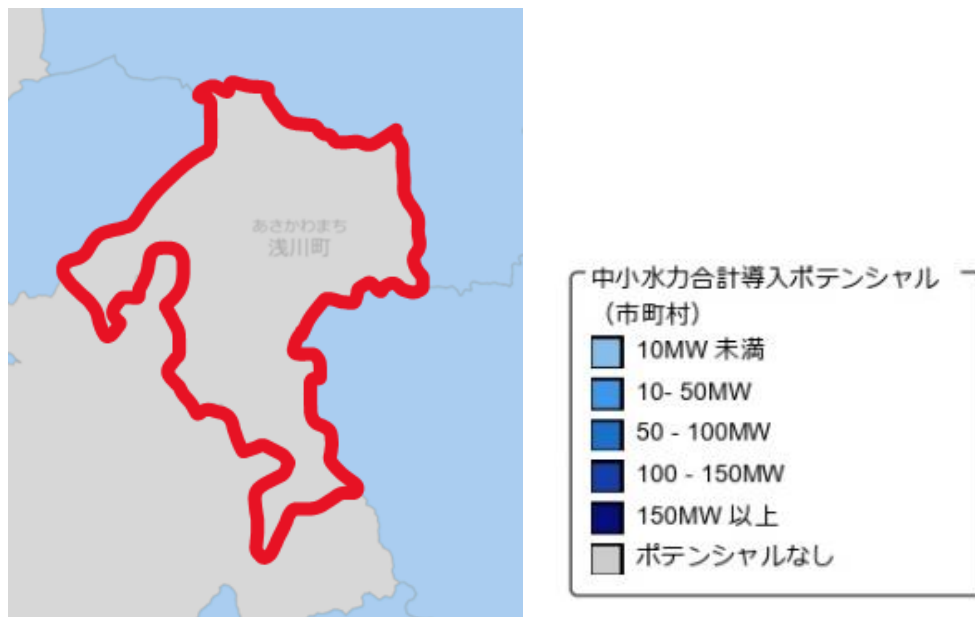 あさかわまち
浅川町
中小水力合計導入ポテンシャル
（市町村）
10MW 未満
10- 50MW
50 - 100MW
100 - 150MW
150MW 以上
ポテンシャルなし